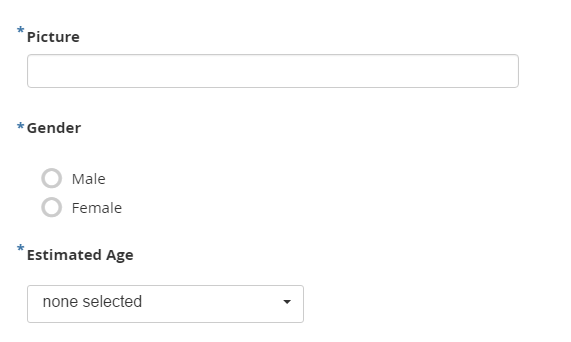 *Picture
*Gender
Male
Female
*Estimated Age
none selected